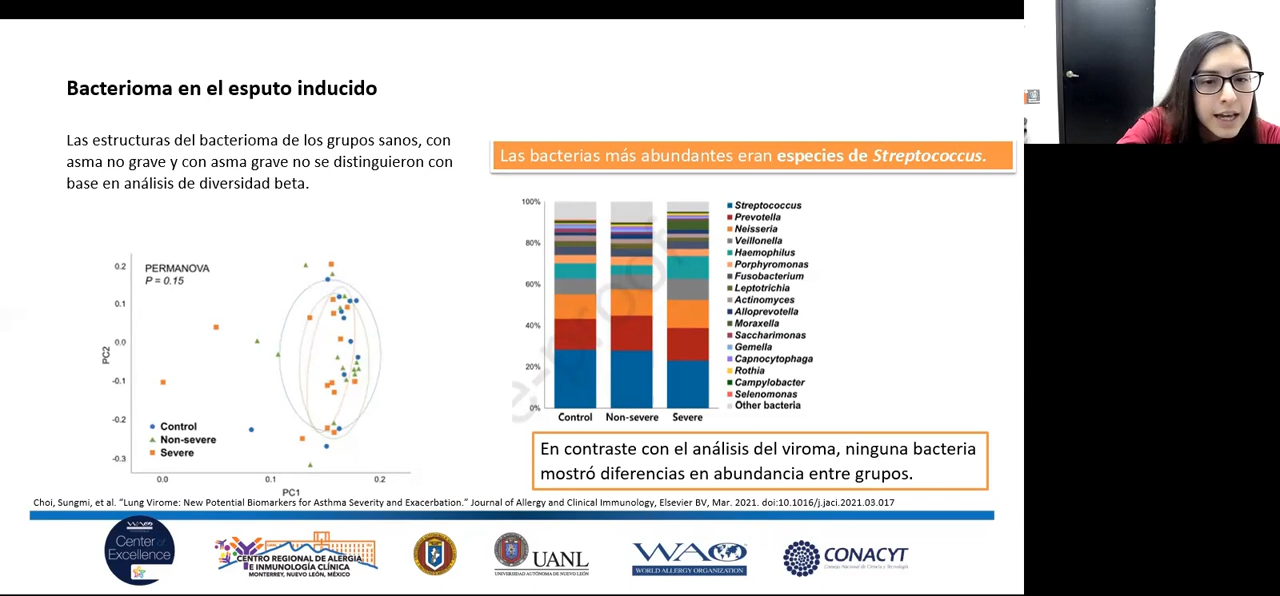 Bacterioma en el esputo inducido
Las estructuras del bacterioma de los grupos sanos, con
asma no grave y con asma grave no se distinguieron con
base en análisis de diversidad beta.
Las bacterias más abundantes eran especies de Streptococcus.
PERMANOVA
P = 0.15
0.2
0.1
0.0
-0.1
-0.2
-0.3
PC2
Control
Non-severe
Severe
0.0
0.1
0.2
PC1
100%
80%
60%
40%
20%
0%
Control
Non-severe
Severe
Streptococcus
Prevotella
Neisseria
Veillonella
Haemophilus
Porphyromonas
Fusobacterium
Leptotrichia
Actinomyces
Alloprevotella
Moraxella
Saccharimonas
Gemella
Capnocytophaga
Rothia
Campylobacter
Selenomonas
Other bacteria
En contraste con el análisis del viroma, ninguna bacteria
mostró diferencias en abundancia entre grupos.
Choi, Sungmi, et al. “Lung Virome: New Potential Biomarkers for Asthma Severity and Exacerbation.” Journal of Allergy and Clinical Immunology, Elsevier BV, Mar. 2021. doi:10.1016/j.jaci.2021.03.017
WAO
Center of
Excellence
CENTRO REGIONAL DE ALERGIA
E INMUNOLOGÍA CLÍNICA
MONTERREY, NUEVO LEÓN, MÉXICO
UANL
UNIVERSIDAD AUTÓNOMA DE NUEVO LEÓN
WAO
WORLD ALLERGY ORGANIZATION
CONACYT
Consejo Nacional de Ciencia y Tecnología